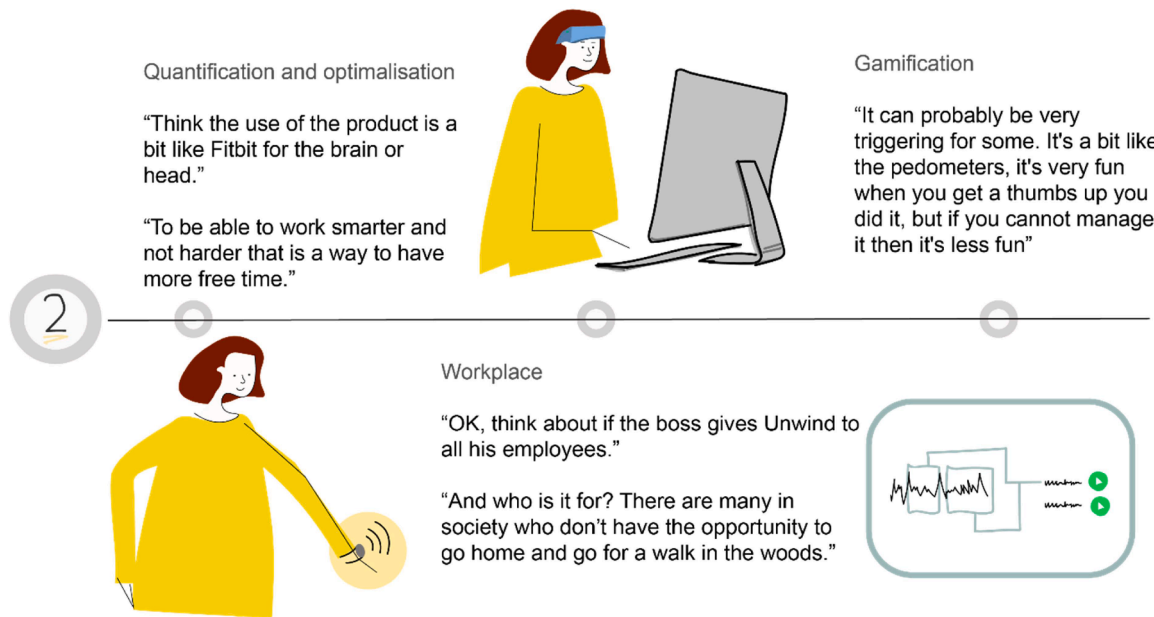 Quantification and optimalisation
“Think the use of the product is a
bit like Fitbit for the brain or
head.”
“To be able to work smarter and
not harder that is a way to have
more free time.”
Gamification
“It can probably be very
triggering for some. It's a bit like
the pedometers, it's very fun
when you get a thumbs up you
did it, but if you cannot manage
it then it's less fun”
2
Workplace
“OK, think about if the boss gives Unwind to
all his employees.”
“And who is it for? There are many in
society who don’t have the opportunity to
go home and go for a walk in the woods.”